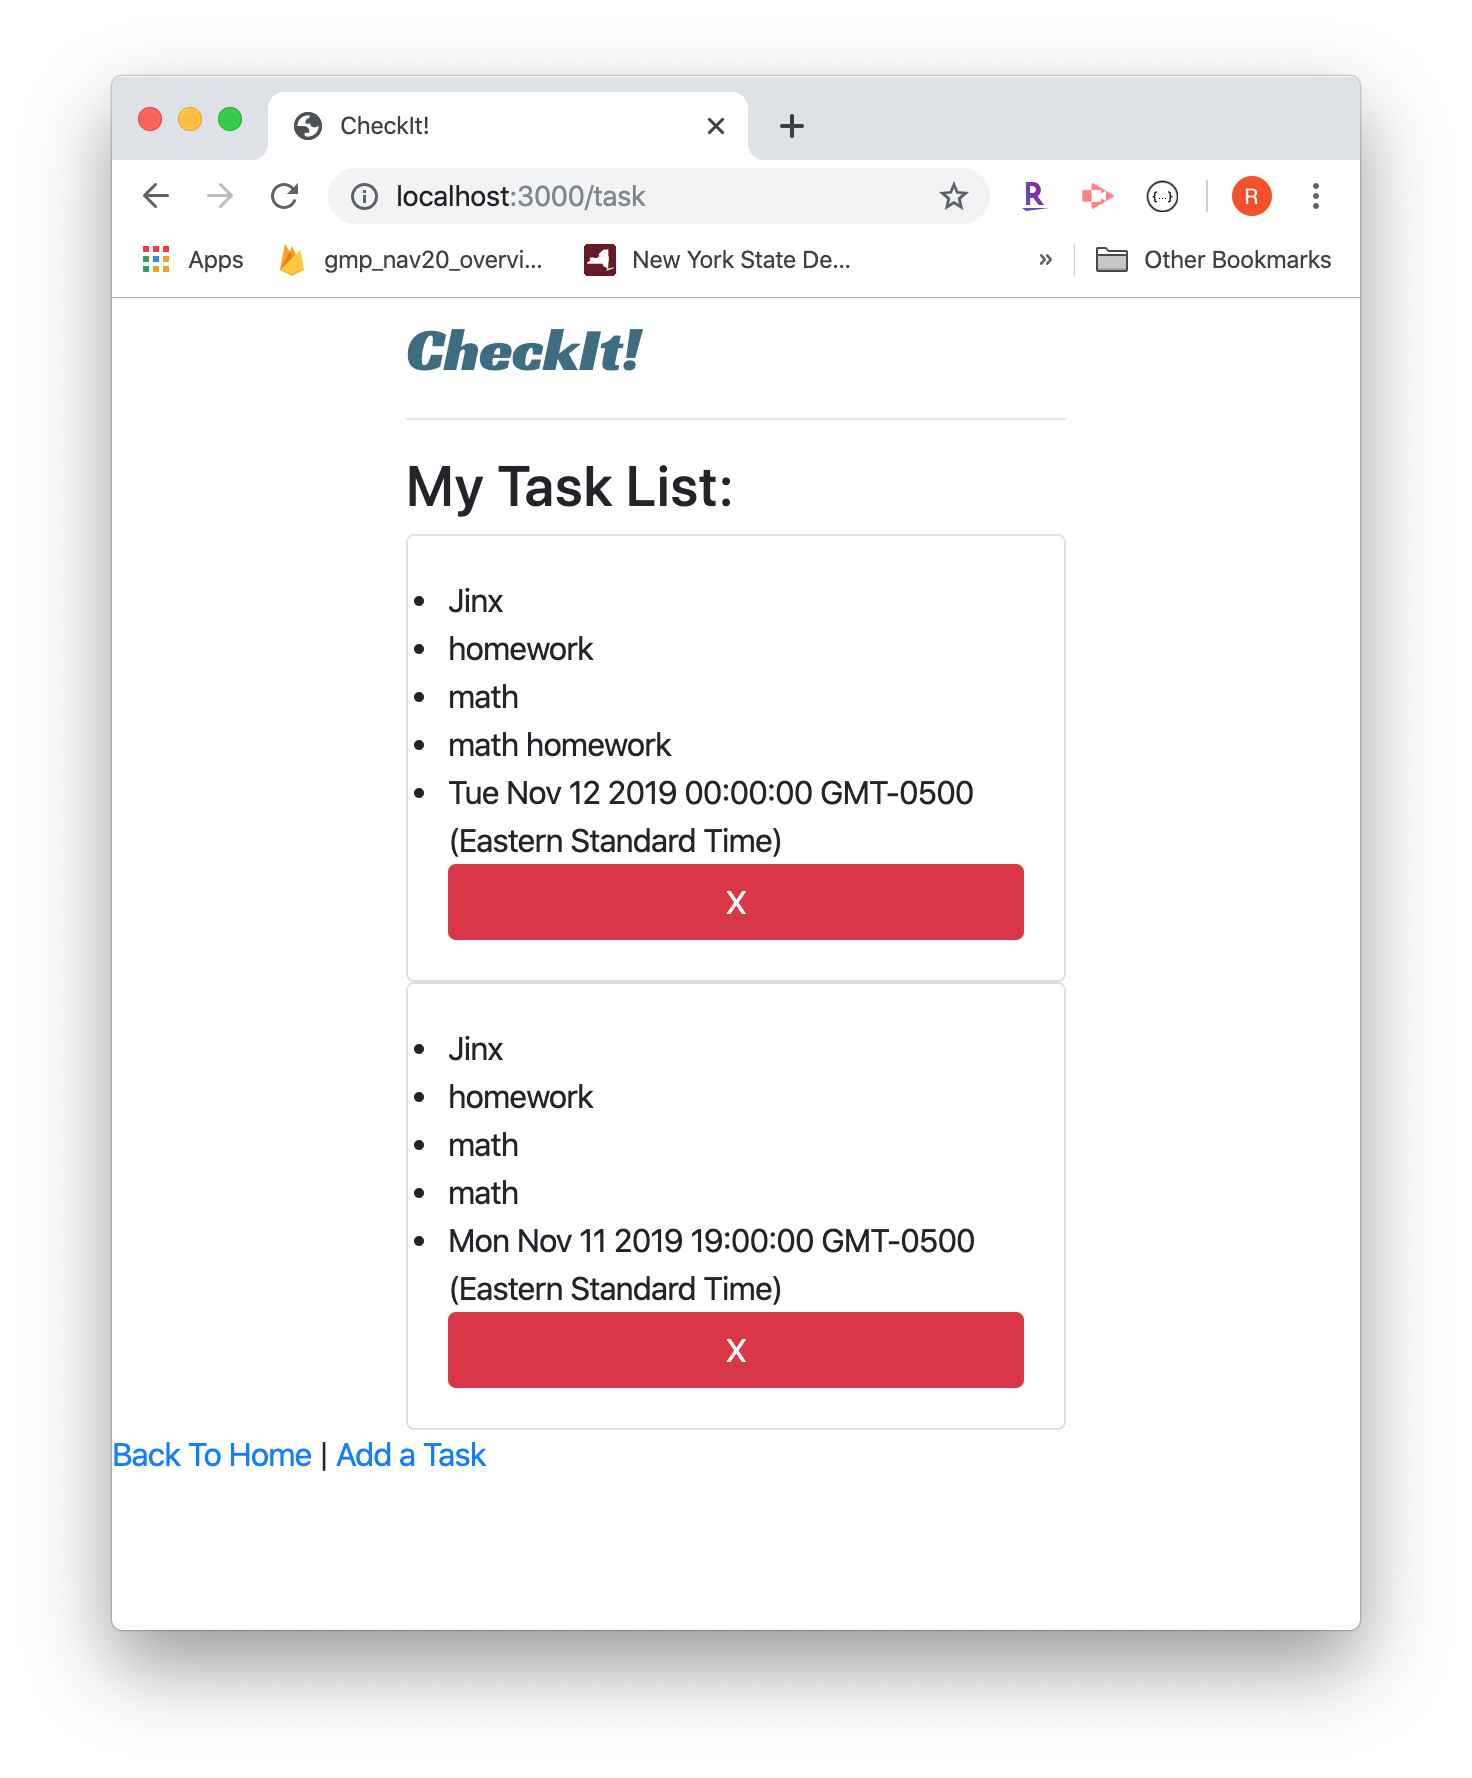 CheckIt!
localhost:3000/task
R
{...}
R
Apps
gmp_nav20_overvi...
New York State De...
»
Other Bookmarks
CheckIt!
My Task List:
• Jinx
• homework
• math
• math homework
• Tue Nov 12 2019 00:00:00 GMT-0500
(Eastern Standard Time)
X
• Jinx
• homework
• math
• math
• Mon Nov 11 2019 19:00:00 GMT-0500
(Eastern Standard Time)
X
Back To Home | Add a Task